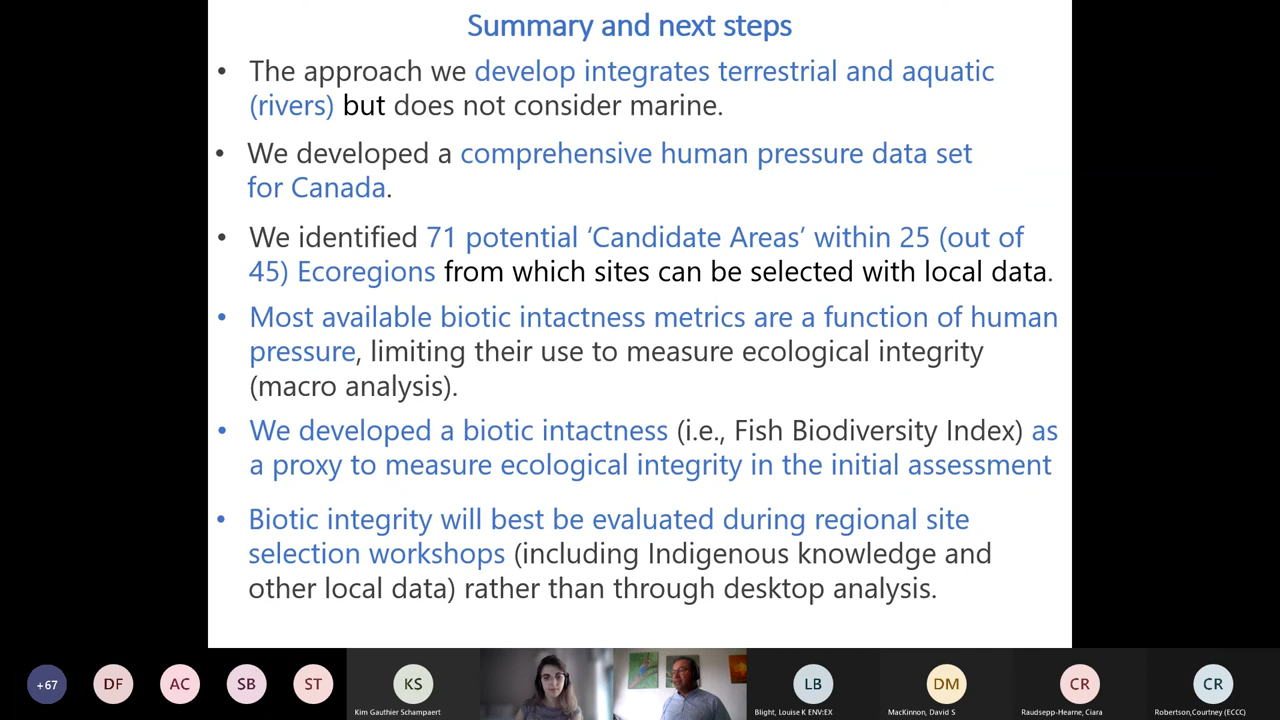 Summary and next steps
• The approach we develop integrates terrestrial and aquatic
(rivers) but does not consider marine.
• We developed a comprehensive human pressure data set
for Canada.
• We identified 71 potential ‘Candidate Areas’ within 25 (out of
45) Ecoregions from which sites can be selected with local data.
• Most available biotic intactness metrics are a function of human
pressure, limiting their use to measure ecological integrity
(macro analysis).
• We developed a biotic intactness (i.e., Fish Biodiversity Index) as
a proxy to measure ecological integrity in the initial assessment
• Biotic integrity will best be evaluated during regional site
selection workshops (including Indigenous knowledge and
other local data) rather than through desktop analysis.
+67 DF AC SB ST KS LB DM CR CR
Kim Gauthier Schampaert Blight, Louise K ENV:EX MacKinnon, David S Raudsepp-Hearne, Ciara Robertson,Courtney (ECCC)